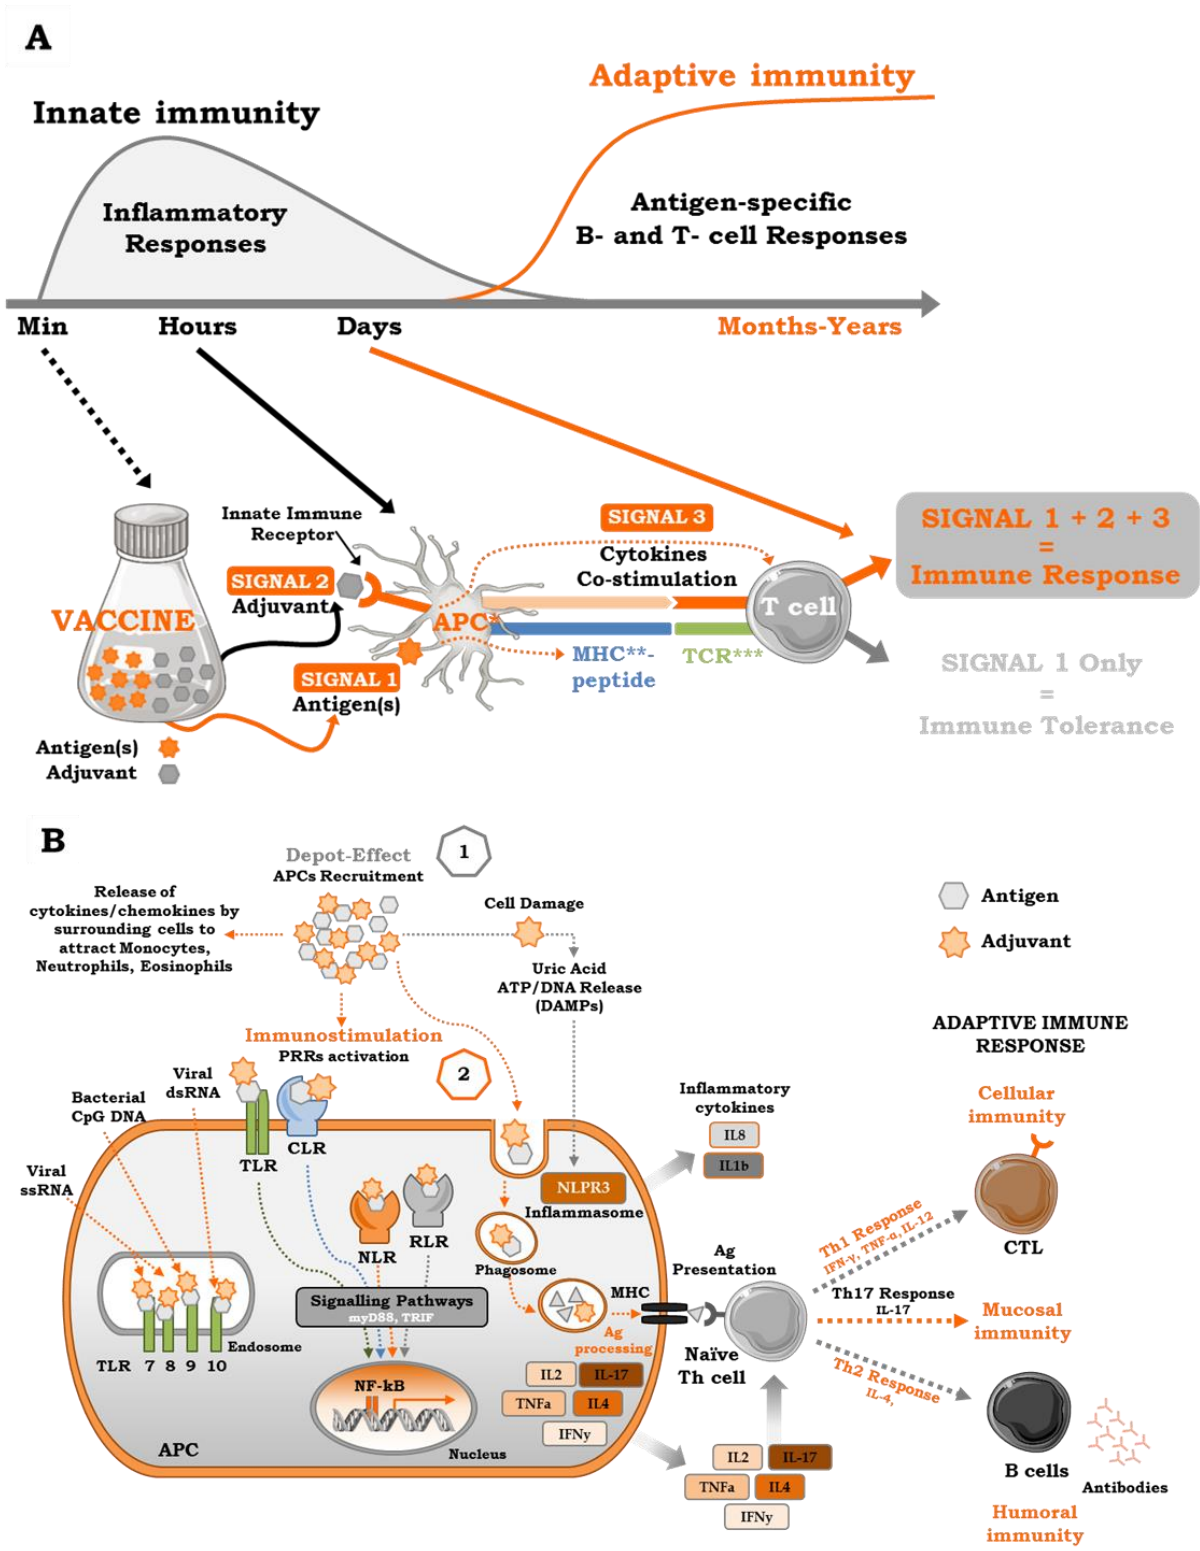 A
Adaptive immunity
Innate immunity
Inflammatory
Responses
Antigen-specific
B- and T- cell Responses
Min
Hours
Days
Months-Years
Innate Immune
Receptor
SIGNAL 3
Cytokines
Co-stimulation
SIGNAL 1 + 2 + 3
=
Immune Response
SIGNAL 2
Adjuvant
VACCINE
APC*
T cell
MHC**-
peptide
TCR***
SIGNAL 1
Antigen(s)
SIGNAL 1 Only
=
Immune Tolerance
Antigen(s)
Adjuvant
B
Depot-Effect
APCs Recruitment
1
Release of
cytokines/chemokines by
surrounding cells to
attract Monocytes,
Neutrophils, Eosinophils
Cell Damage
Uric Acid
ATP/DNA Release
(DAMPs)
Antigen
Adjuvant
Immunostimulation
PRRs activation
2
ADAPTIVE IMMUNE
RESPONSE
Viral
dsRNA
Bacterial
CpG DNA
Viral
ssRNA
TLR
CLR
NLR
RLR
NLPR3
Inflammasome
Inflammatory
cytokines
IL8
IL1b
Cellular
immunity
CTL
Phagosome
Signalling Pathways
myD88, TRIF
Ag
processing
MHC
Ag
Presentation
Naïve
Th cell
Th1 Response
IFN-γ, TNF-α, IL-12
Th17 Response
IL-17
Mucosal
immunity
Th2 Response
IL-4,
Endosome
TLR 7 8 9 10
NF-kB
Nucleus
APC
IL2
IL-17
TNFa
IL4
IFNy
IL2
IL-17
TNFa
IL4
IFNy
B cells
Antibodies
Humoral
immunity